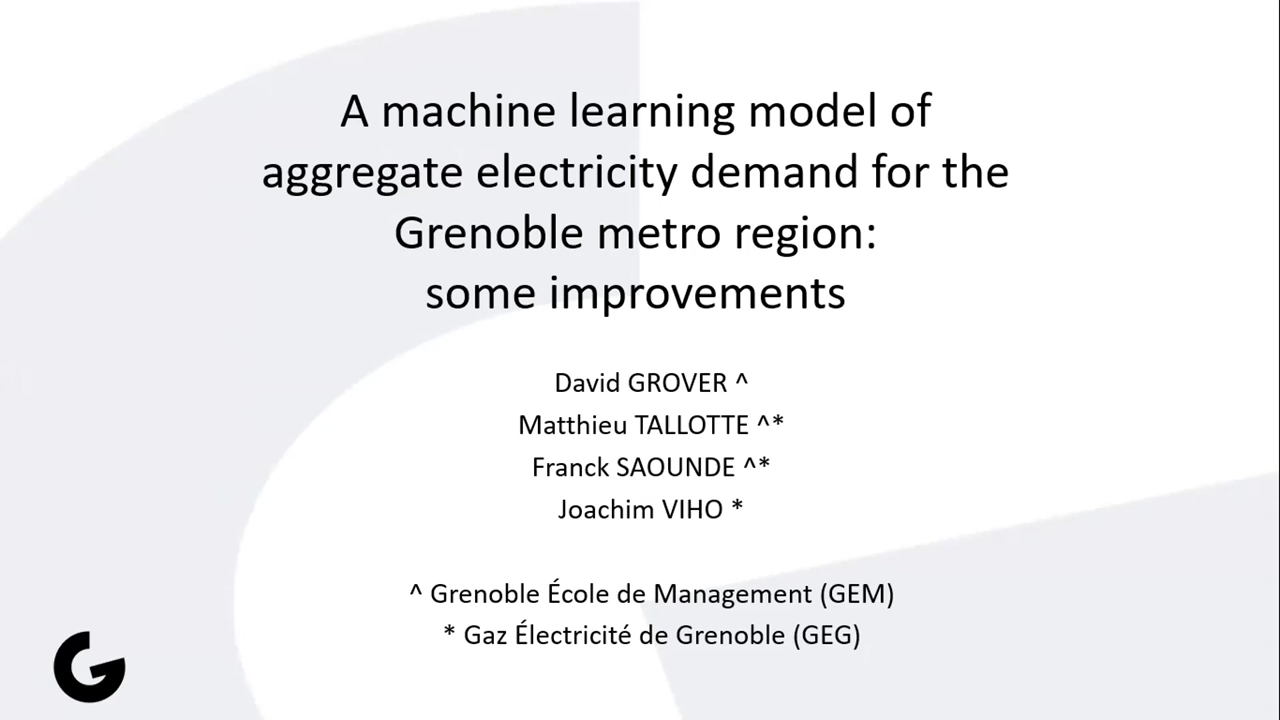 A machine learning model of
aggregate electricity demand for the
Grenoble metro region:
some improvements
David GROVER ^
Matthieu TALLOTTE ^*
Franck SAOUNDE ^*
Joachim VIHO *
^ Grenoble École de Management (GEM)
* Gaz Électricité de Grenoble (GEG)